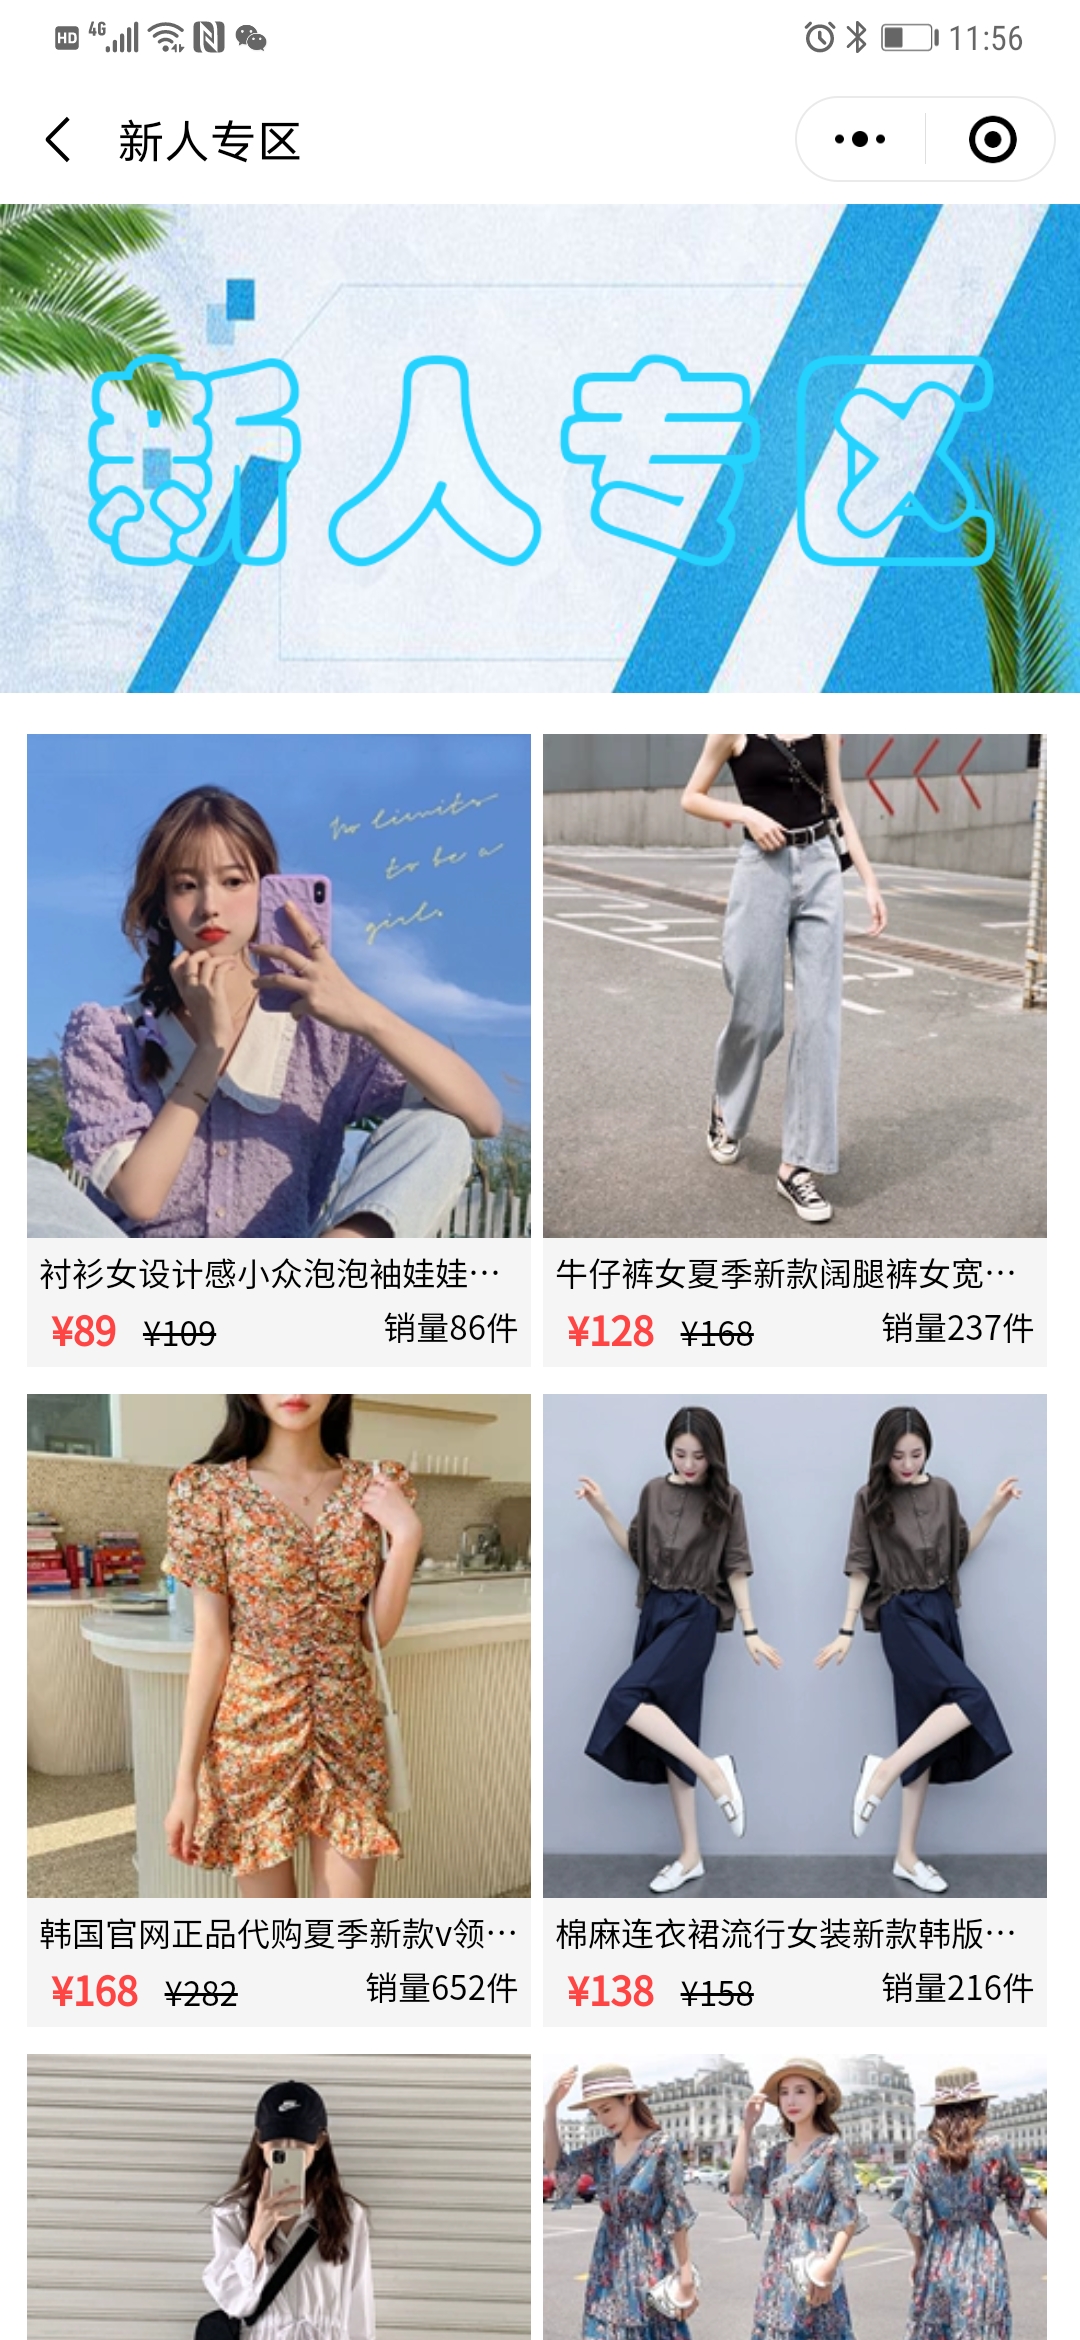 HD 4G 11:56
新人专区
新人专区
No limits
to be a
girl.
衬衫女设计感小众泡泡袖娃娃…
¥89 ¥109 销量86件
牛仔裤女夏季新款阔腿裤女宽…
¥128 ¥168 销量237件
韩国官网正品代购夏季新款v领…
¥168 ¥282 销量652件
棉麻连衣裙流行女装新款韩版…
¥138 ¥158 销量216件